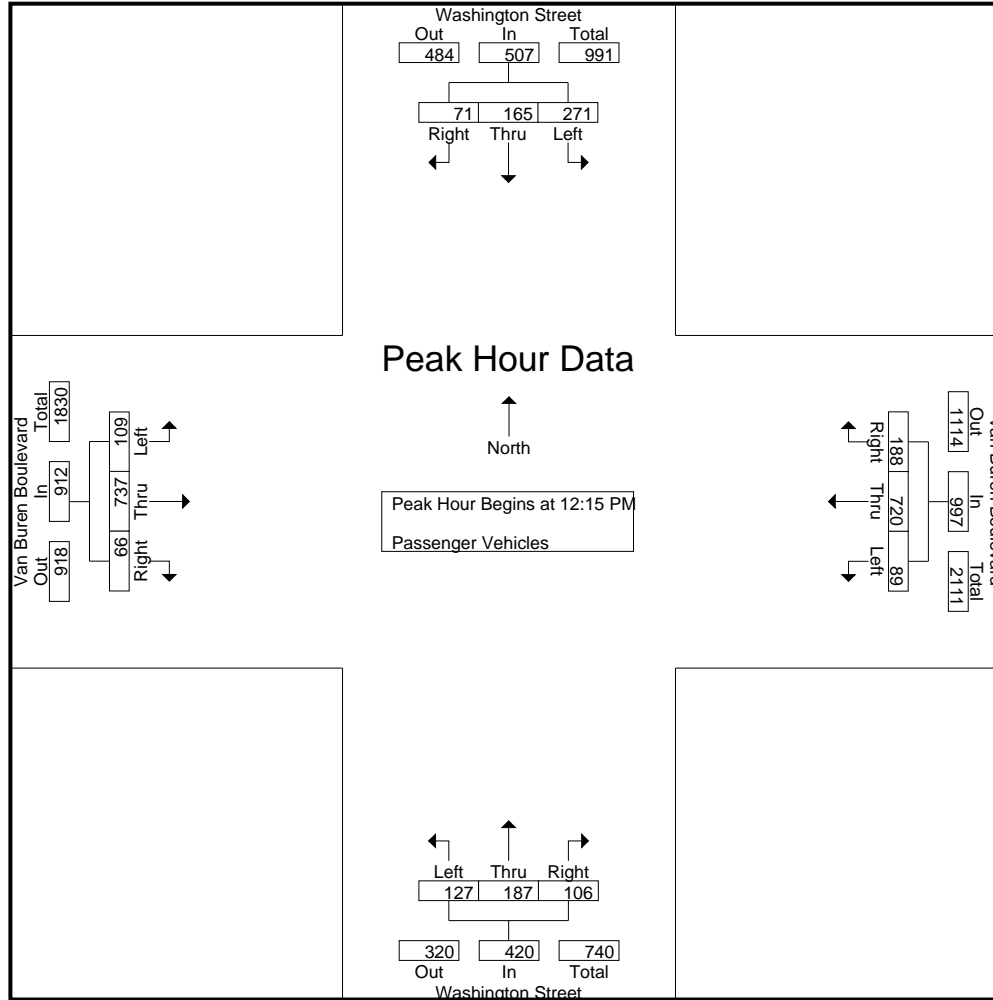 Washington Street
Out In Total
484 507 991
71 165 271
Right Thru Left
Peak Hour Data
North
Peak Hour Begins at 12:15 PM
Passenger Vehicles
Van Buren Boulevard
Out In Total
918 912 1830
66 737 109
Right Thru Left
Van Buren Boulevard
Out In Total
1114 997 2111
188 720 89
Right Thru Left
Left Thru Right
127 187 106
320 420 740
Out In Total
Washington Street